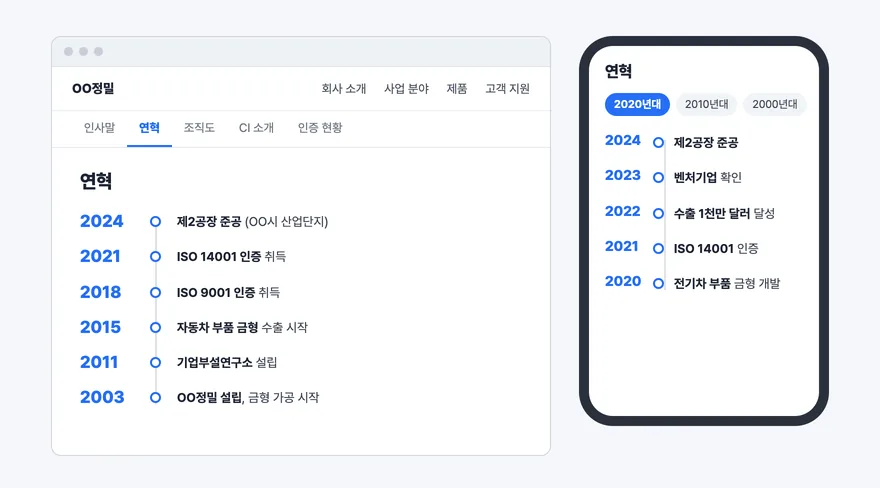 OO정밀 회사 소개 사업 분야 제품 고객 지원
인사말 연혁 조직도 CI 소개 인증 현황
연혁
2024 제2공장 준공 (OO시 산업단지)
2021 ISO 14001 인증 취득
2018 ISO 9001 인증 취득
2015 자동차 부품 금형 수출 시작
2011 기업부설연구소 설립
2003 OO정밀 설립, 금형 가공 시작
연혁
2020년대 2010년대 2000년대
2024 제2공장 준공
2023 벤처기업 확인
2022 수출 1천만 달러 달성
2021 ISO 14001 인증
2020 전기차 부품 금형 개발